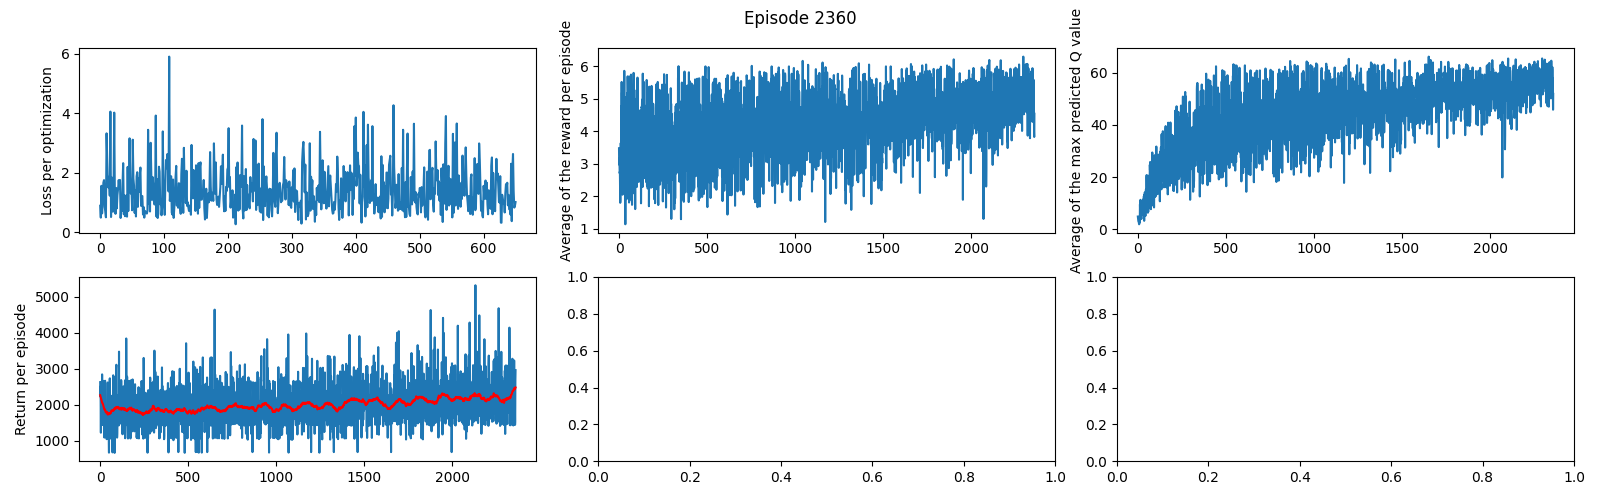 Episode 2360
Loss per optimization
6
4
2
0
0 100 200 300 400 500 600
Average of the reward per episode
6
5
4
3
2
1
0 500 1000 1500 2000
Average of the max predicted Q value
60
40
20
0
0 500 1000 1500 2000
Return per episode
5000
4000
3000
2000
1000
0 500 1000 1500 2000
1.0
0.8
0.6
0.4
0.2
0.0
0.0 0.2 0.4 0.6 0.8 1.0
1.0
0.8
0.6
0.4
0.2
0.0
0.0 0.2 0.4 0.6 0.8 1.0